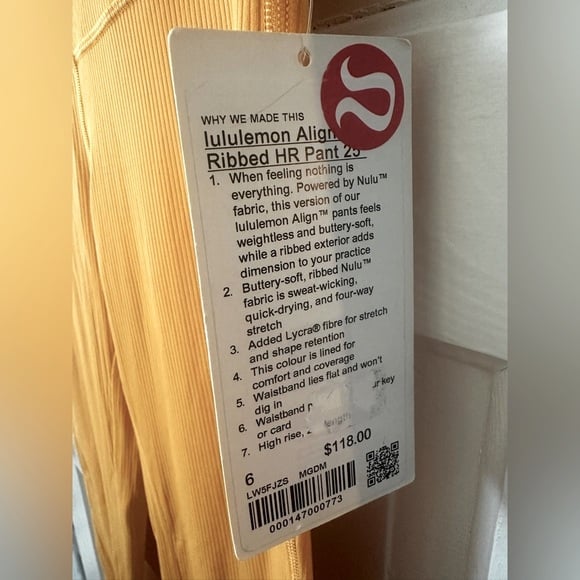 WHY WE MADE THIS
lululemon Align
Ribbed HR Pant 25"
1. When feeling nothing is
everything. Powered by Nulu™
fabric, this version of our
lululemon Align™ pants feels
weightless and buttery-soft,
while a ribbed exterior adds
dimension to your practice
2. Buttery-soft, ribbed Nulu™
fabric is sweat-wicking,
quick-drying, and four-way
stretch
3. Added Lycra® fibre for stretch
and shape retention
4. This colour is lined for
comfort and coverage
5. Waistband lies flat and won't
dig in
6. Waistband key
or card
7. High rise, length
$118.00
6
LW5FJZS MGDM
000147000773